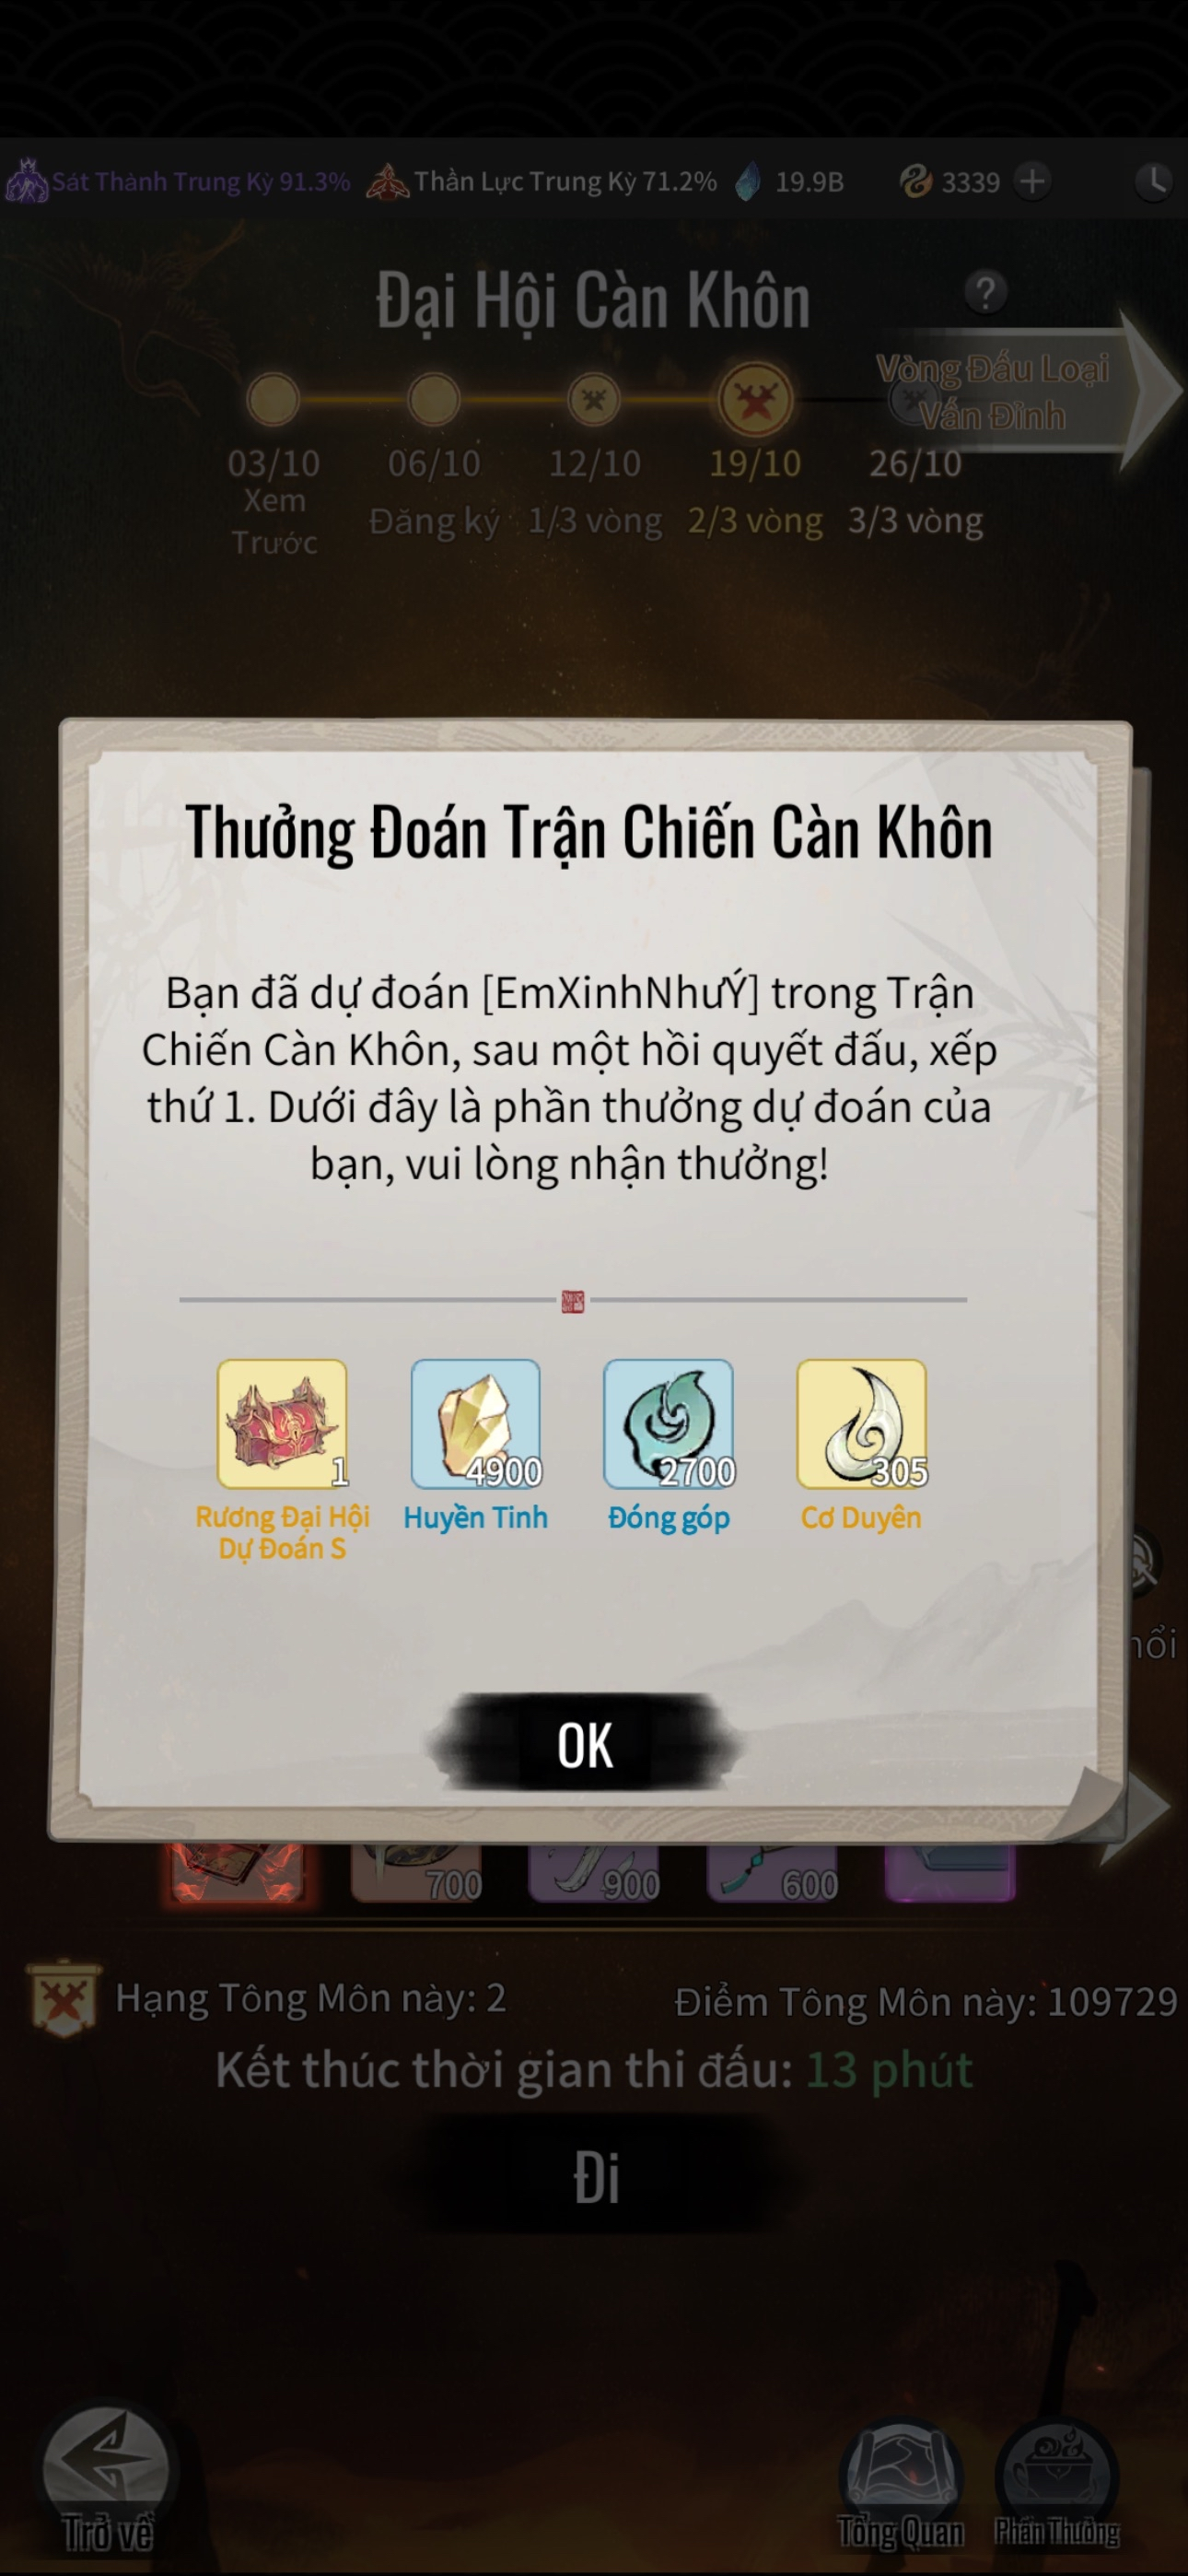 Sát Thành Trung Kỳ 91.3% Thần Lực Trung Kỳ 71.2% 19.9B 3339
Đại Hội Càn Khôn ?
Vòng Đấu Loại
Vấn Đỉnh
03/10 06/10 12/10 19/10 26/10
Xem
Trước
Đăng ký 1/3 vòng 2/3 vòng 3/3 vòng
Thưởng Đoán Trận Chiến Càn Khôn
Bạn đã dự đoán [EmXinhNhưÝ] trong Trận
Chiến Càn Khôn, sau một hồi quyết đấu, xếp
thứ 1. Dưới đây là phần thưởng dự đoán của
bạn, vui lòng nhận thưởng!
1 4900 2700 305
Rương Đại Hội
Dự Đoán S
Huyền Tinh Đóng góp Cơ Duyên
OK
700 900 600
Hạng Tông Môn này: 2 Điểm Tông Môn này: 109729
Kết thúc thời gian thi đấu: 13 phút
Đi
Trở về Tổng Quan Phần Thưởng